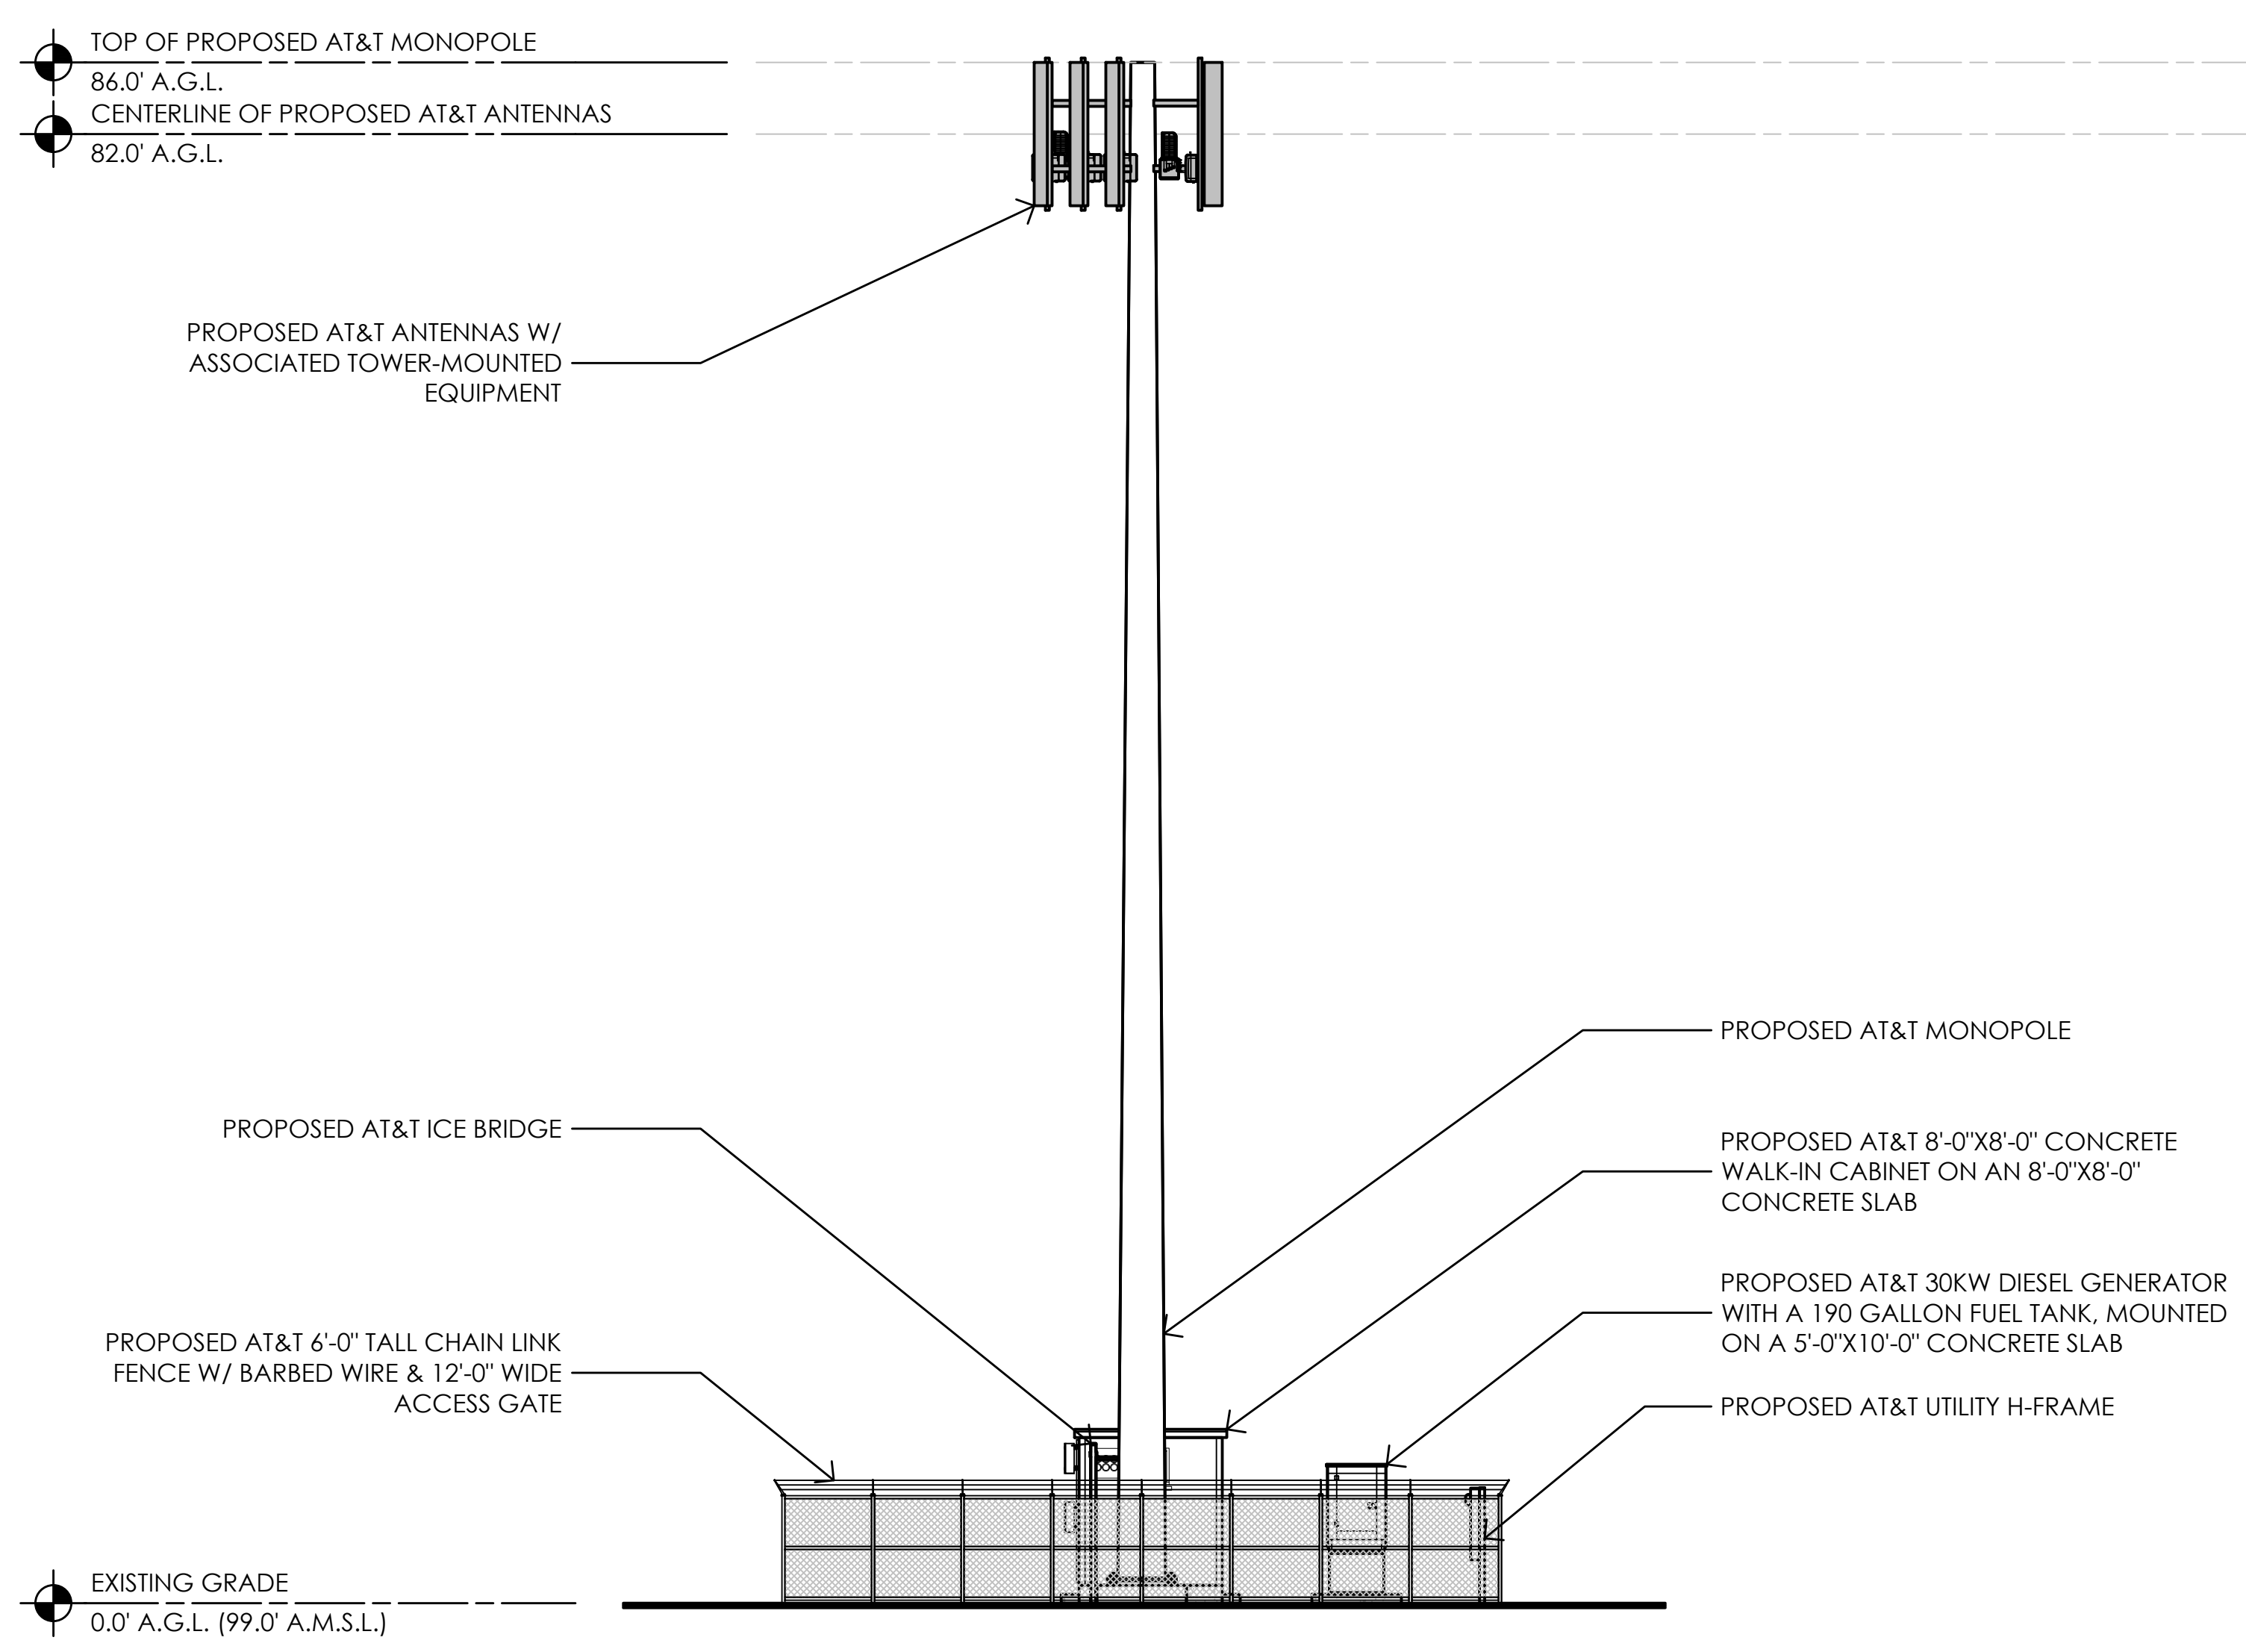 TOP OF PROPOSED AT&T MONOPOLE
86.0' A.G.L.
CENTERLINE OF PROPOSED AT&T ANTENNAS
82.0' A.G.L.
PROPOSED AT&T ANTENNAS W/
ASSOCIATED TOWER-MOUNTED
EQUIPMENT
PROPOSED AT&T MONOPOLE
PROPOSED AT&T ICE BRIDGE
PROPOSED AT&T 8'-0"X8'-0" CONCRETE
WALK-IN CABINET ON AN 8'-0"X8'-0"
CONCRETE SLAB
PROPOSED AT&T 30KW DIESEL GENERATOR
WITH A 190 GALLON FUEL TANK, MOUNTED
ON A 5'-0"X10'-0" CONCRETE SLAB
PROPOSED AT&T 6'-0" TALL CHAIN LINK
FENCE W/ BARBED WIRE & 12'-0" WIDE
ACCESS GATE
PROPOSED AT&T UTILITY H-FRAME
EXISTING GRADE
0.0' A.G.L. (99.0' A.M.S.L.)